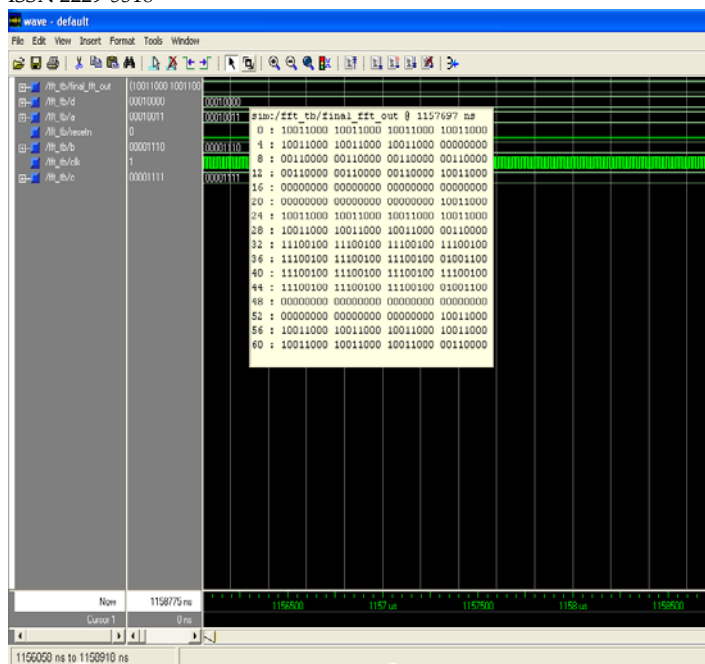 ISSN 2229-5518
wave - default
File Edit View Insert Format Tools Window
/fft_tb/final_fft_out {10011000 1001100
/fft_tb/d 00010000 00010000
/fft_tb/a 00010011 00010011
/fft_tb/resetn 0
/fft_tb/b 00001110 00001110
/fft_tb/clk 1
/fft_tb/c 00001111 00001111
sim:/fft_tb/final_fft_out @ 1157697 ns
0 : 10011000 10011000 10011000 10011000
4 : 10011000 10011000 10011000 00000000
8 : 00110000 00110000 00110000 00110000
12 : 00110000 00110000 00110000 10011000
16 : 00000000 00000000 00000000 00000000
20 : 00000000 00000000 00000000 10011000
24 : 10011000 10011000 10011000 10011000
28 : 10011000 10011000 10011000 00110000
32 : 11100100 11100100 11100100 11100100
36 : 11100100 11100100 11100100 01001100
40 : 11100100 11100100 11100100 11100100
44 : 11100100 11100100 11100100 01001100
48 : 00000000 00000000 00000000 00000000
52 : 00000000 00000000 00000000 10011000
56 : 10011000 10011000 10011000 10011000
60 : 10011000 10011000 10011000 00110000
Now 1158775 ns 1156500 1157 us 1157500 1158 us 1158500
Cursor 1 0 ns
1156050 ns to 1158910 ns